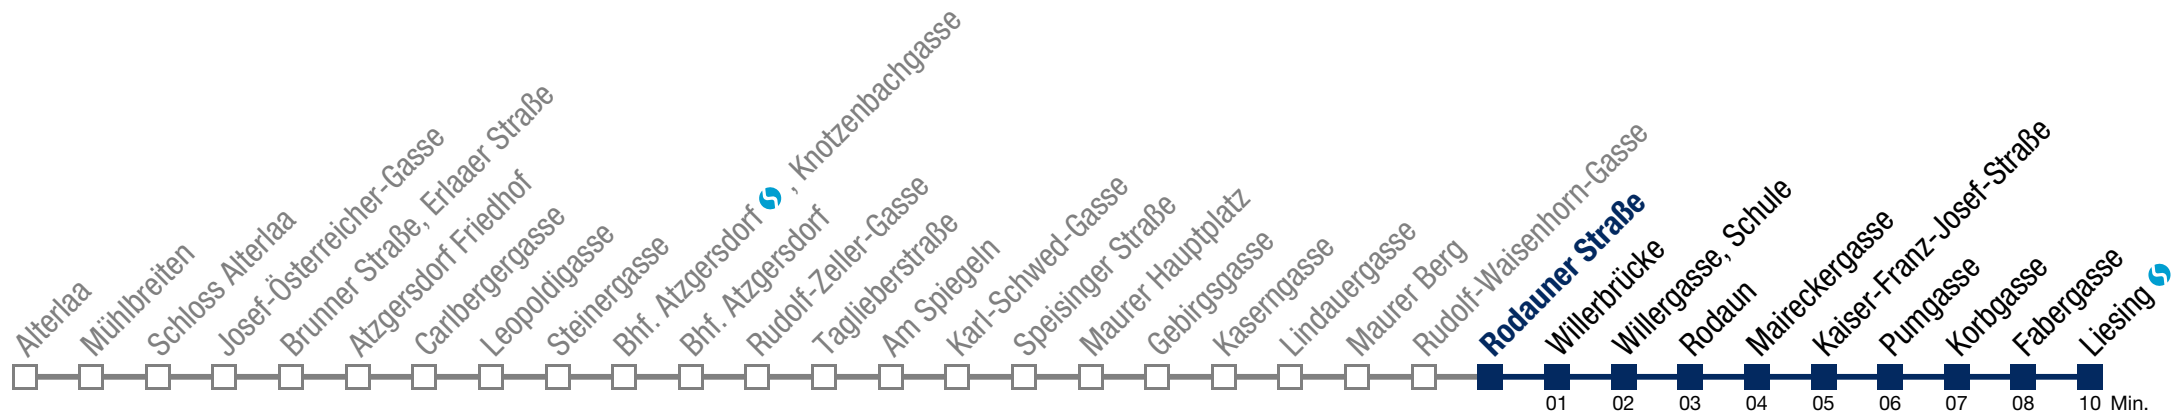 Alterlaa
Mühlbreiten
Schloss Alterlaa
Josef-Österreicher-Gasse
Brunner Straße, Erlaaer Straße
Atzgersdorf Friedhof
Carlbergergasse
Leopoldigasse
Steinergasse
Bhf. Atzgersdorf , Knotzenbachgasse
Bhf. Atzgersdorf
Rudolf-Zeller-Gasse
Taglieberstraße
Am Spiegeln
Karl-Schwed-Gasse
Speisinger Straße
Maurer Hauptplatz
Gebirgsgasse
Kaserngasse
Lindauergasse
Maurer Berg
Rudolf-Waisenhorn-Gasse
Rodauner Straße
Willerbrücke
Willergasse, Schule
Rodaun
Maireckergasse
Kaiser-Franz-Josef-Straße
Pumgasse
Korbgasse
Fabergasse
Liesing
01 02 03 04 05 06 07 08 10 Min.